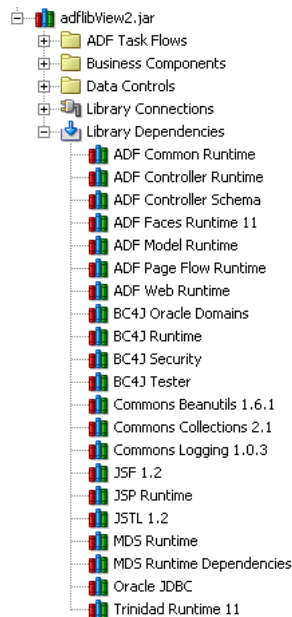 adflibView2.jar
ADF Task Flows
Business Components
Data Controls
Library Connections
Library Dependencies
ADF Common Runtime
ADF Controller Runtime
ADF Controller Schema
ADF Faces Runtime 11
ADF Model Runtime
ADF Page Flow Runtime
ADF Web Runtime
BC4J Oracle Domains
BC4J Runtime
BC4J Security
BC4J Tester
Commons Beanutils 1.6.1
Commons Collections 2.1
Commons Logging 1.0.3
JSF 1.2
JSP Runtime
JSTL 1.2
MDS Runtime
MDS Runtime Dependencies
Oracle JDBC
Trinidad Runtime 11